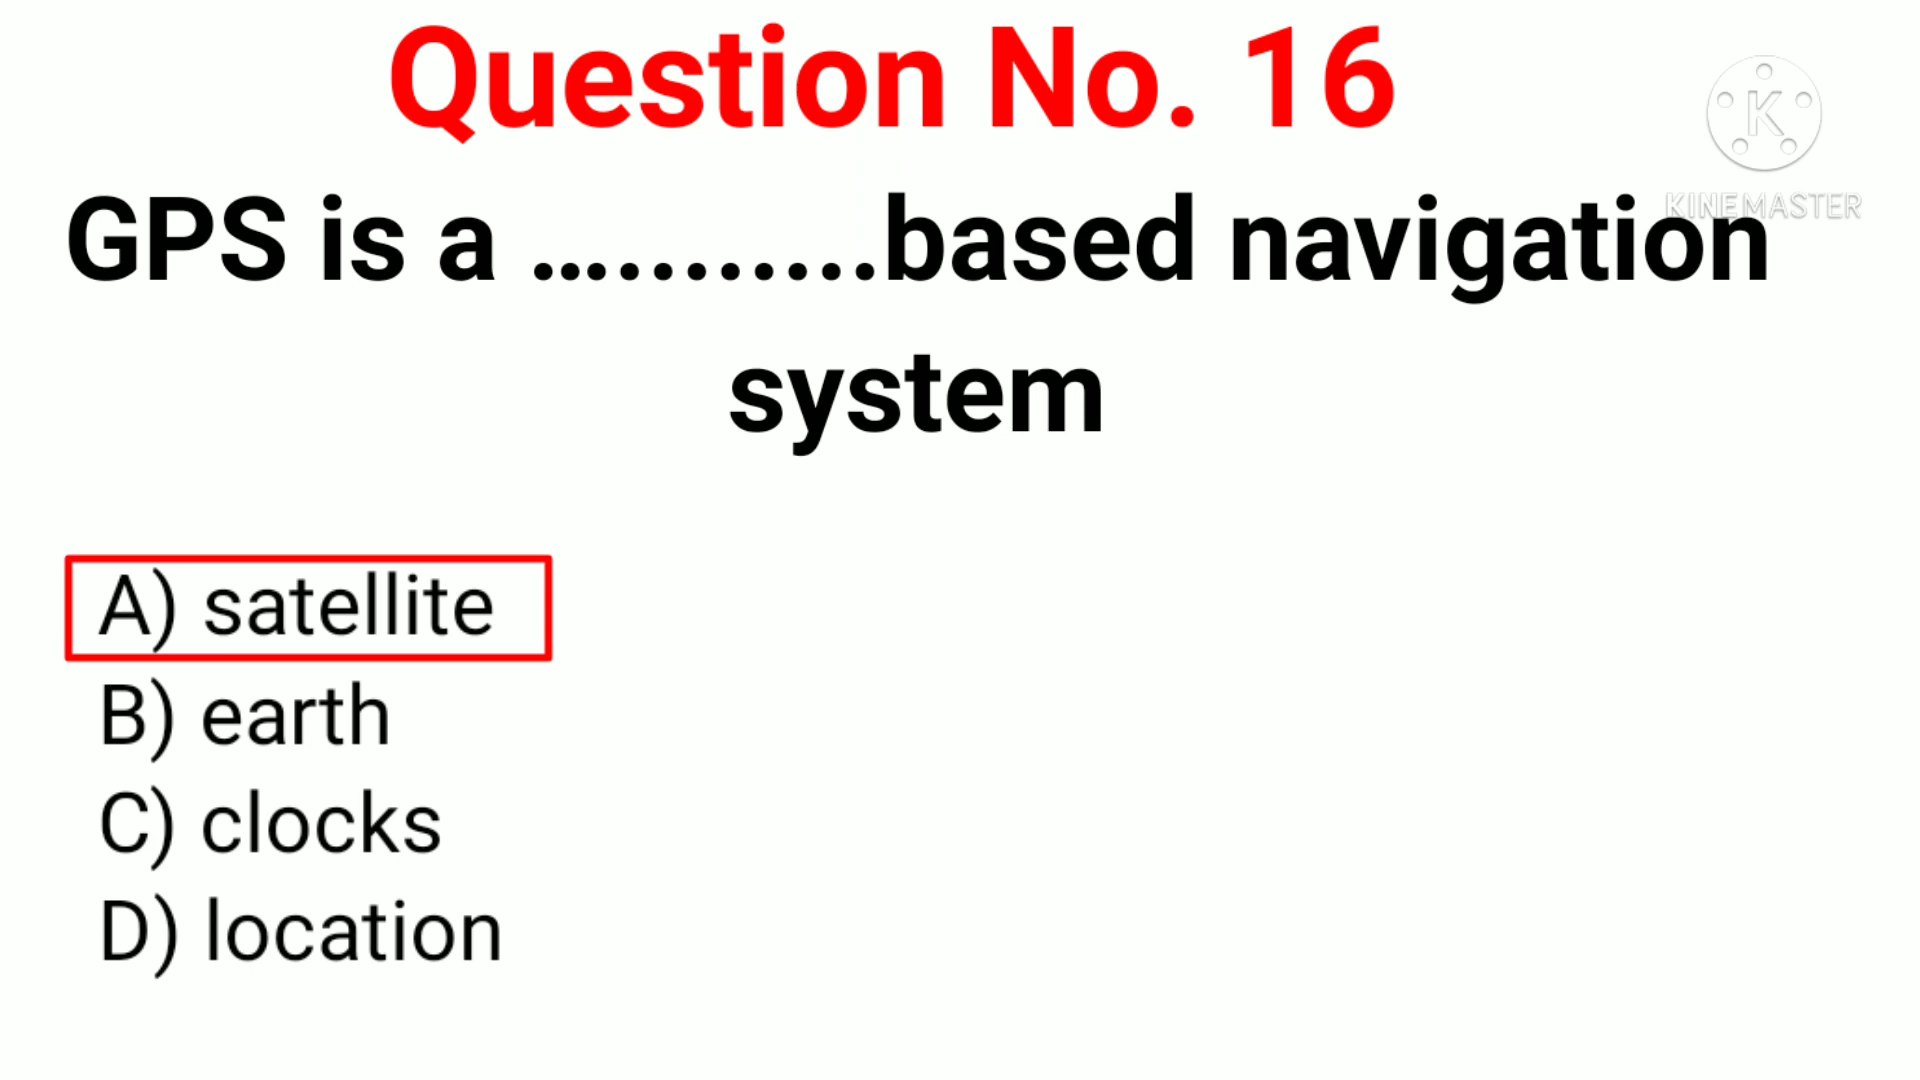 Question No. 16
K
KINEMASTER
GPS is a ...........based navigation
system
A) satellite
B) earth
C) clocks
D) location